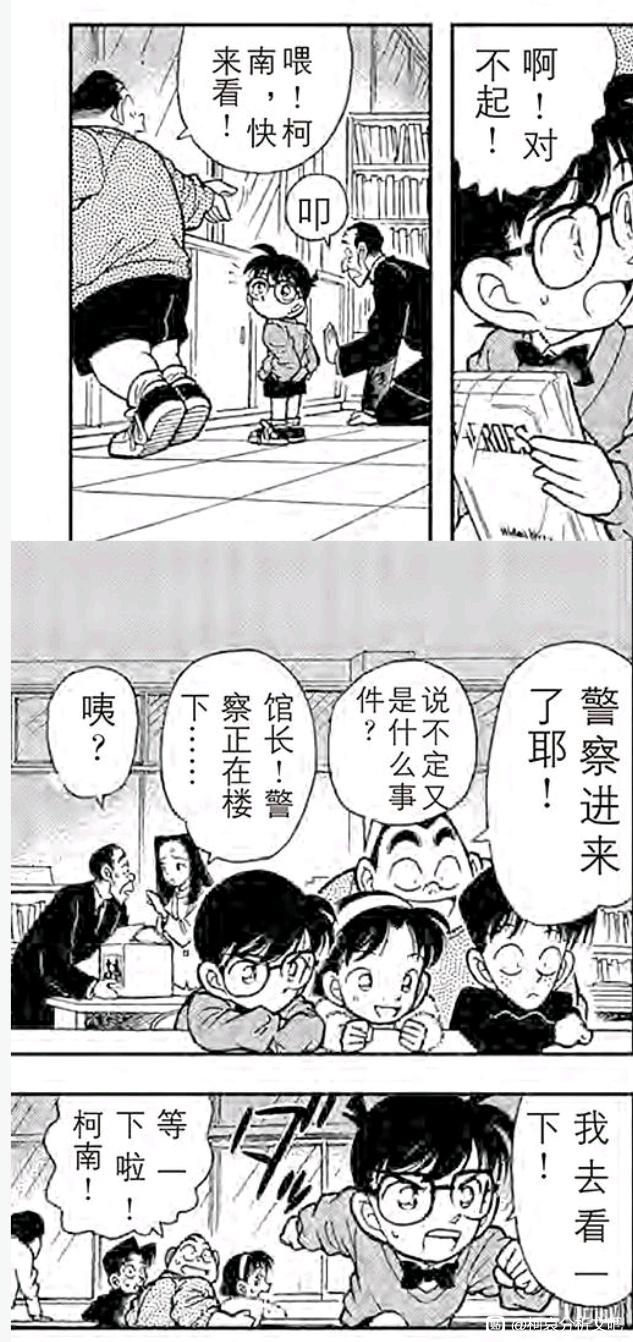 啊！对
不起！
HEROES
喂！柯
南，快
来看！
叩
警察进来
了耶！
说不定又
是什么事
件？
馆长！警
察正在楼
下……
咦？
我去看一
下！
等一
下啦！
柯南！